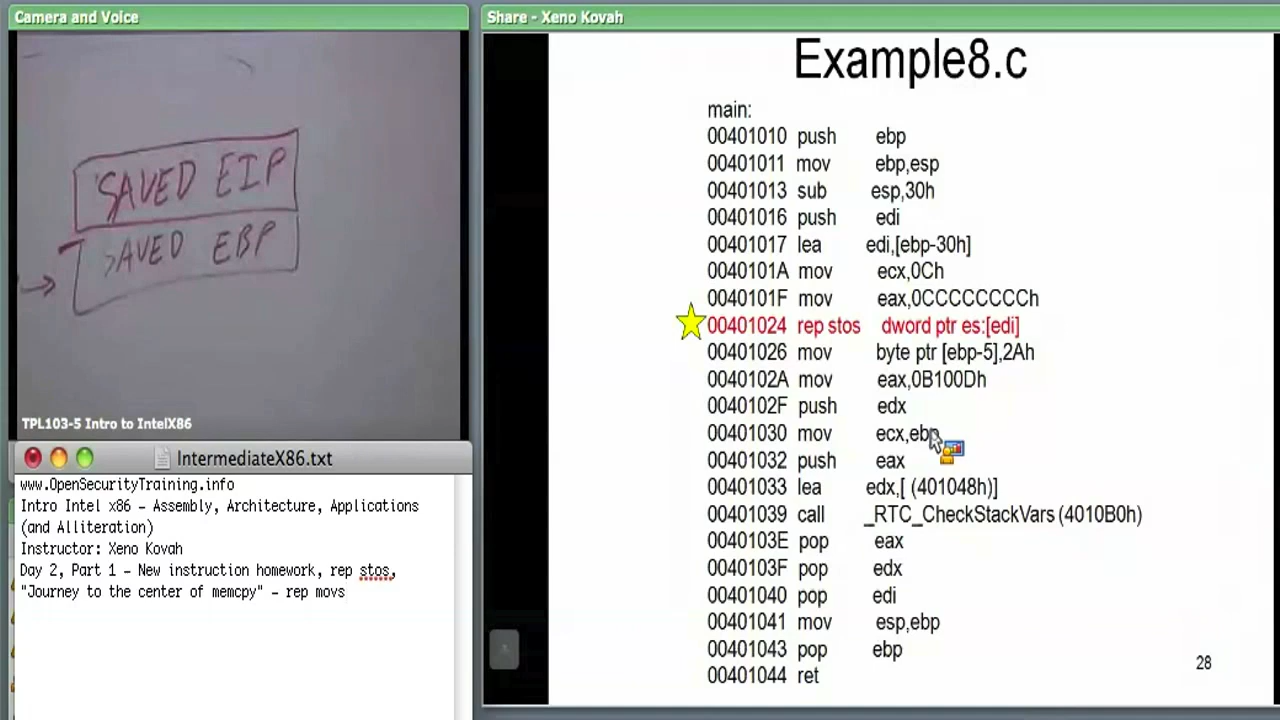 Camera and Voice
SAVED EIP
SAVED EBP
TPL103-5 Intro to IntelX86
IntermediateX86.txt
www.OpenSecurityTraining.info
Intro Intel x86 – Assembly, Architecture, Applications
(and Alliteration)
Instructor: Xeno Kovah
Day 2, Part 1 – New instruction homework, rep stos,
"Journey to the center of memcpy" – rep movs
Share - Xeno Kovah
Example8.c
main:
00401010 push ebp
00401011 mov ebp,esp
00401013 sub esp,30h
00401016 push edi
00401017 lea edi,[ebp-30h]
0040101A mov ecx,0Ch
0040101F mov eax,0CCCCCCCCh
00401024 rep stos dword ptr es:[edi]
00401026 mov byte ptr [ebp-5],2Ah
0040102A mov eax,0B100Dh
0040102F push edx
00401030 mov ecx,ebp
00401032 push eax
00401033 lea edx,[ (401048h)]
00401039 call _RTC_CheckStackVars (4010B0h)
0040103E pop eax
0040103F pop edx
00401040 pop edi
00401041 mov esp,ebp
00401043 pop ebp
00401044 ret
28